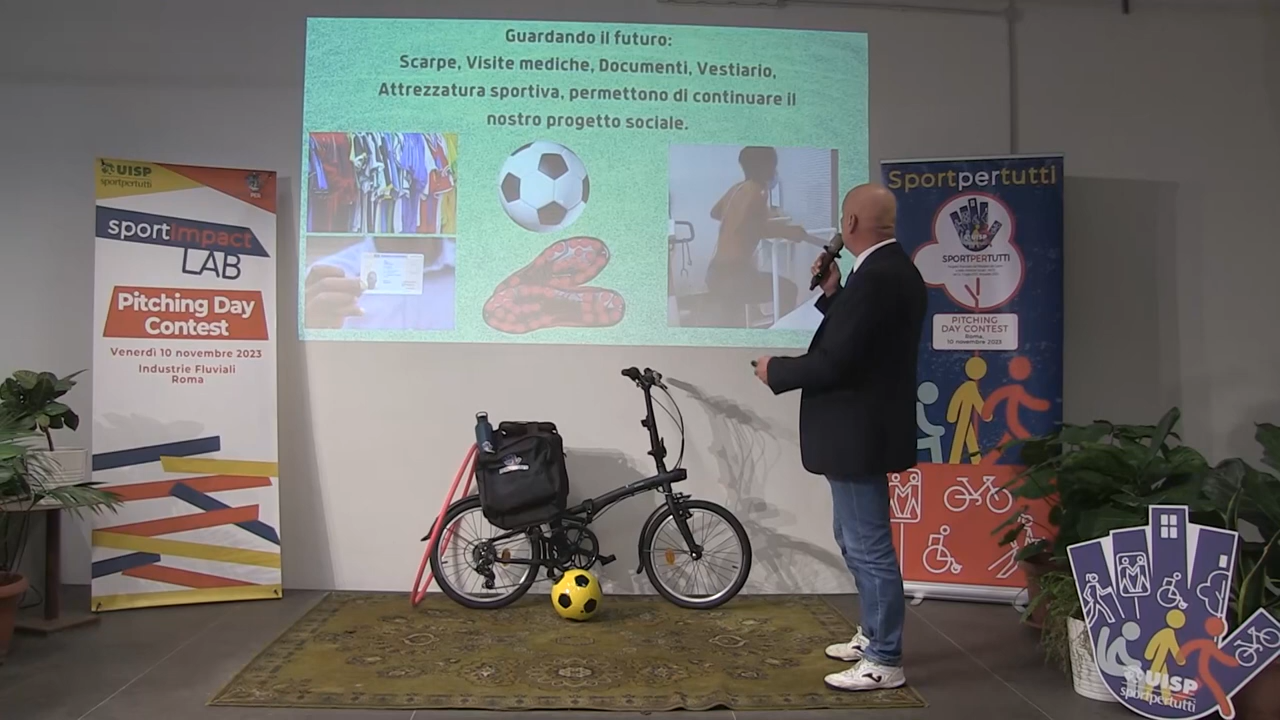 Guardando il futuro:
Scarpe, Visite mediche, Documenti, Vestiario,
Attrezzatura sportiva, permettono di continuare il
nostro progetto sociale.
UISP
sportpertutti
sportimpact
LAB
Pitching Day
Contest
Venerdì 10 novembre 2023
Industrie Fluviali
Roma
Sportpertutti
SPORTPERTUTTI
PITCHING
DAY CONTEST
Roma,
10 novembre 2023
UISP
sportpertutti